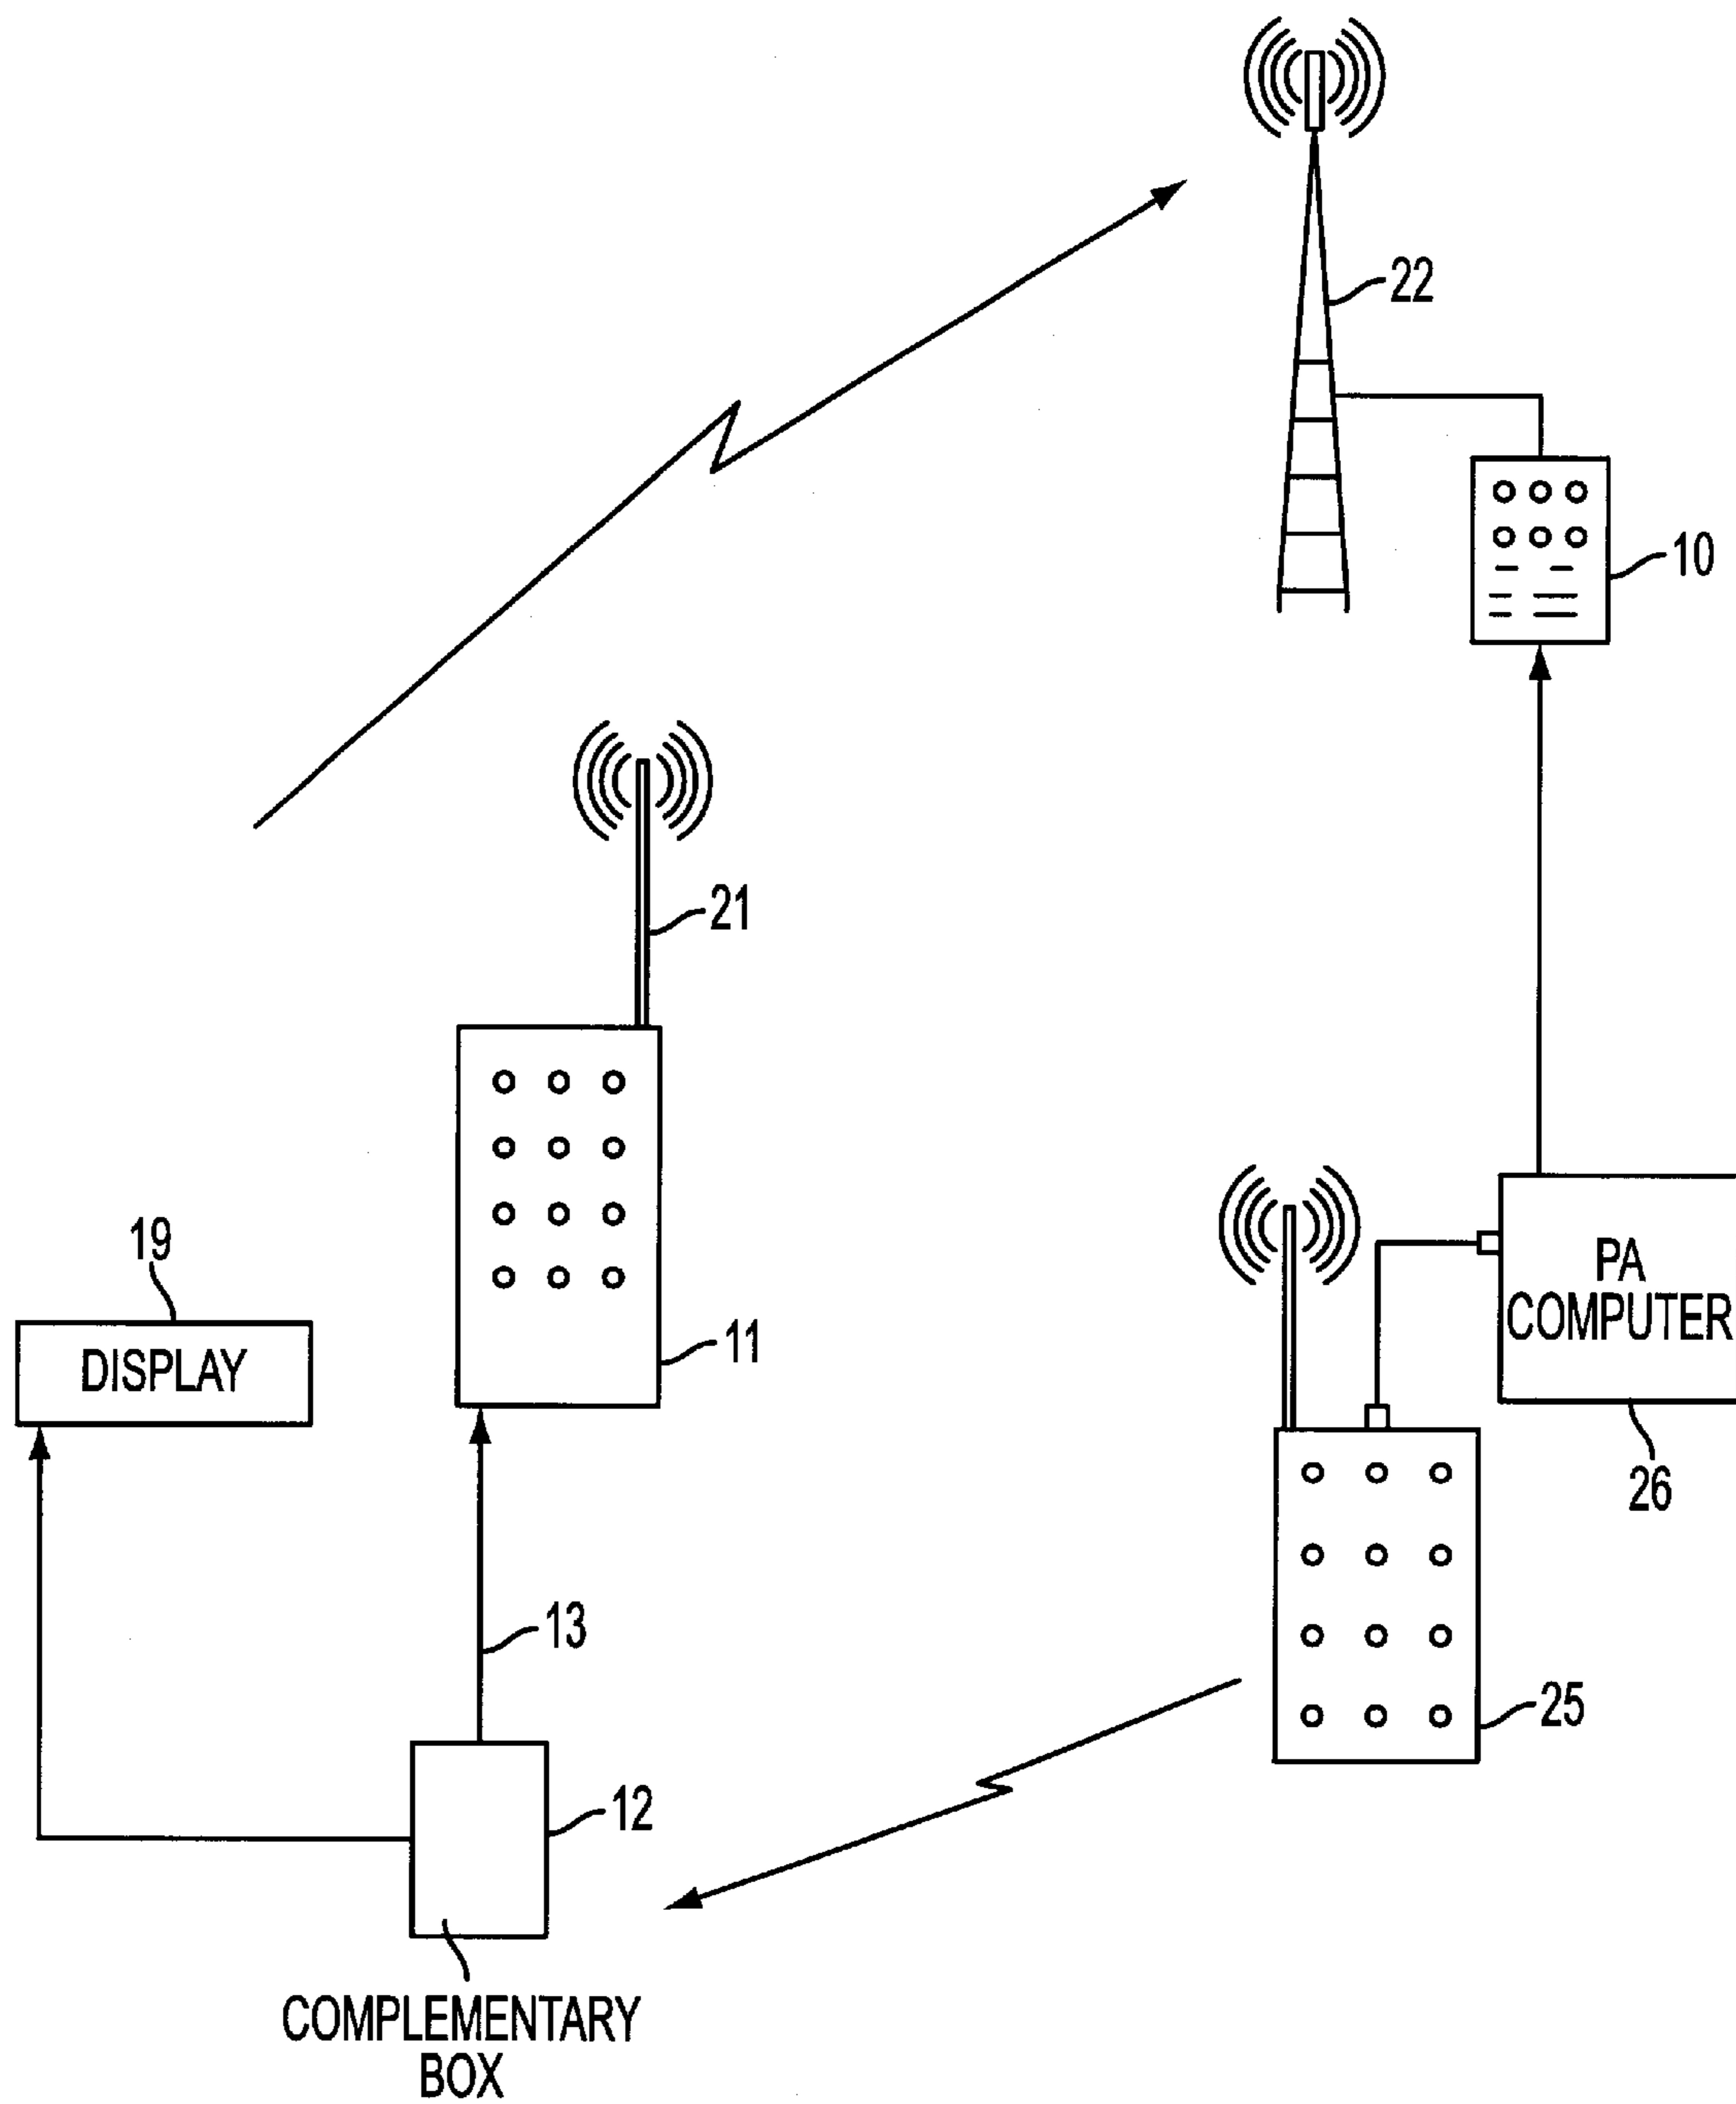 22
10
21
19
DISPLAY
11
PA
COMPUTER
26
13
25
12
COMPLEMENTARY
BOX